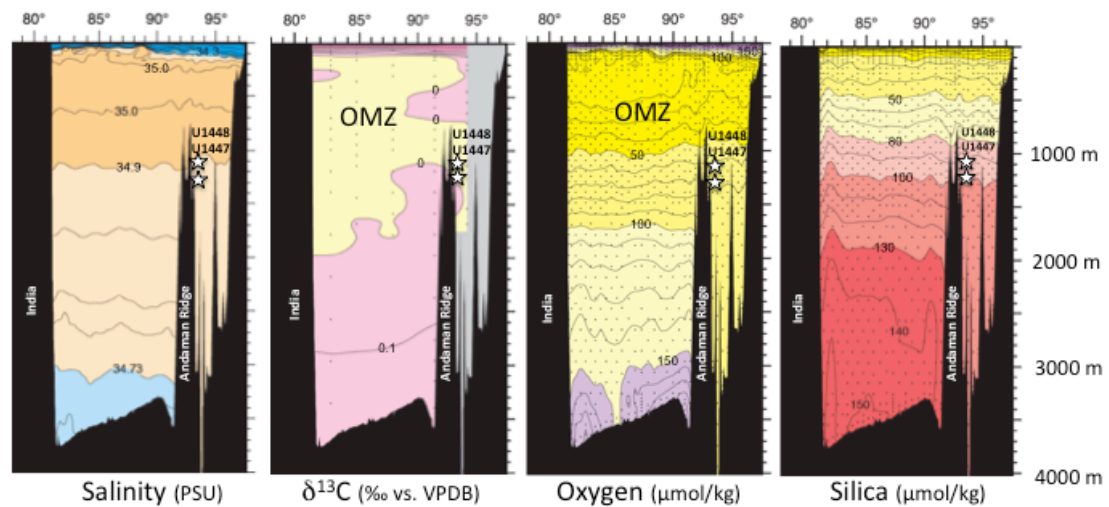 80° 85° 90° 95°
80° 85° 90° 95°
80° 85° 90° 95°
80° 85° 90° 95°
34.3
35.0
35.0
34.9
34.73
U1448
U1447
India
Andaman Ridge
0
0
0
0.1
OMZ
U1448
U1447
India
Andaman Ridge
150
100
OMZ
50
100
150
U1448
U1447
India
Andaman Ridge
50
80
100
130
140
150
U1448
U1447
India
Andaman Ridge
1000 m
2000 m
3000 m
4000 m
Salinity (PSU)
δ¹³C (‰ vs. VPDB)
Oxygen (μmol/kg)
Silica (μmol/kg)